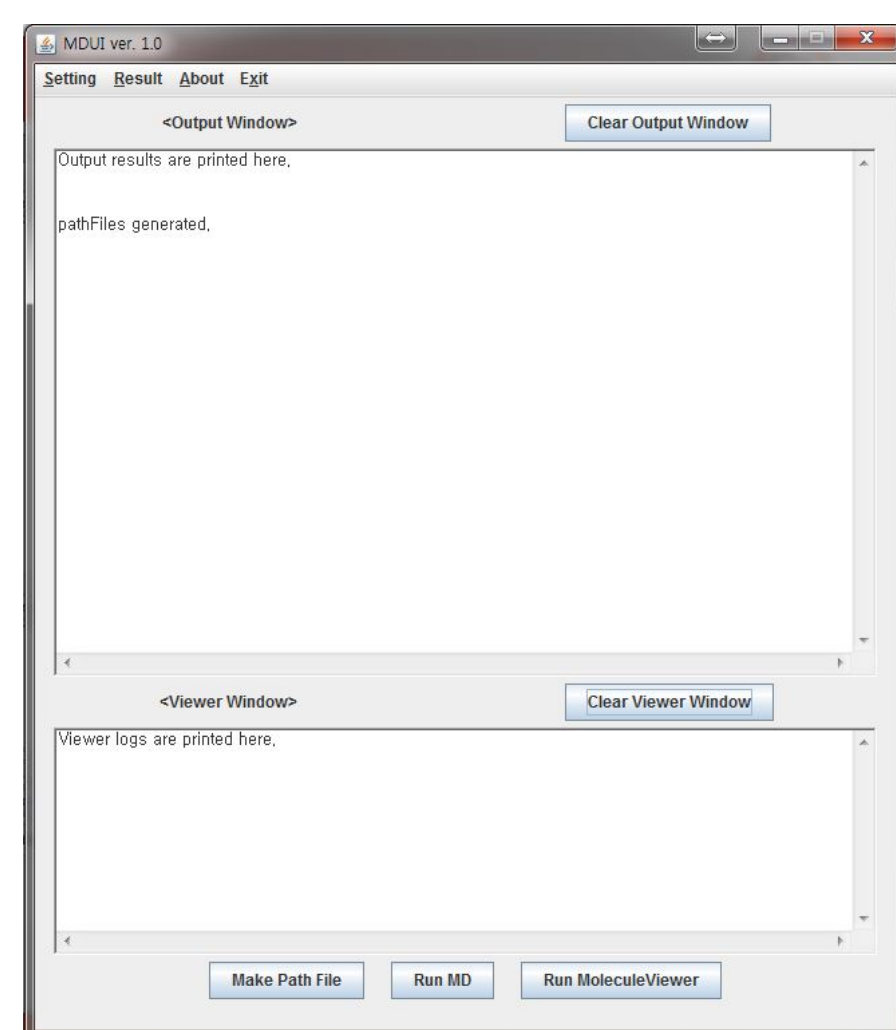 MDUI ver. 1.0
Setting Result About Exit
<Output Window>
Clear Output Window
Output results are printed here,
pathFiles generated,
<Viewer Window>
Clear Viewer Window
Viewer logs are printed here,
Make Path File Run MD Run MoleculeViewer